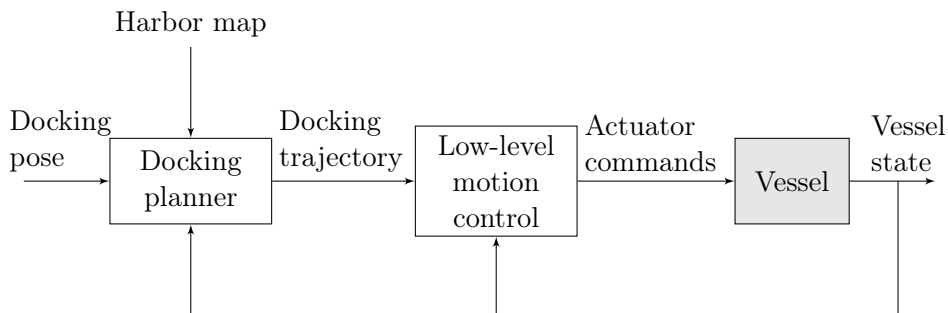 Harbor map
Docking
pose
Docking
planner
Docking
trajectory
Low-level
motion
control
Actuator
commands
Vessel
Vessel
state